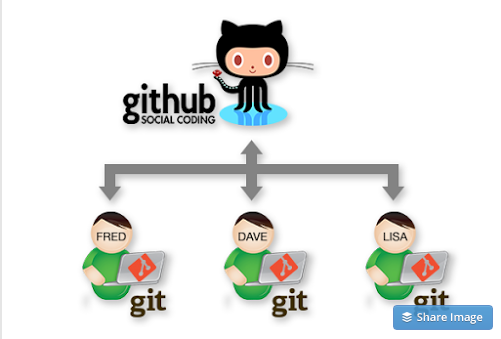 github
SOCIAL CODING
FRED
DAVE
LISA
git
git
git
Share Image